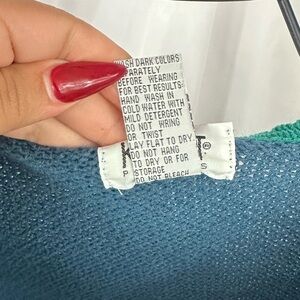 WASH DARK COLORS
SEPARATELY
BEFORE WEARING
FOR BEST RESULTS:
HAND WASH IN
COLD WATER WITH
MILD DETERGENT
DO NOT WRING
OR TWIST
LAY FLAT TO DRY
DO NOT HANG
TO DRY OR FOR
STORAGE
DO NOT BLEACH
P
®
S